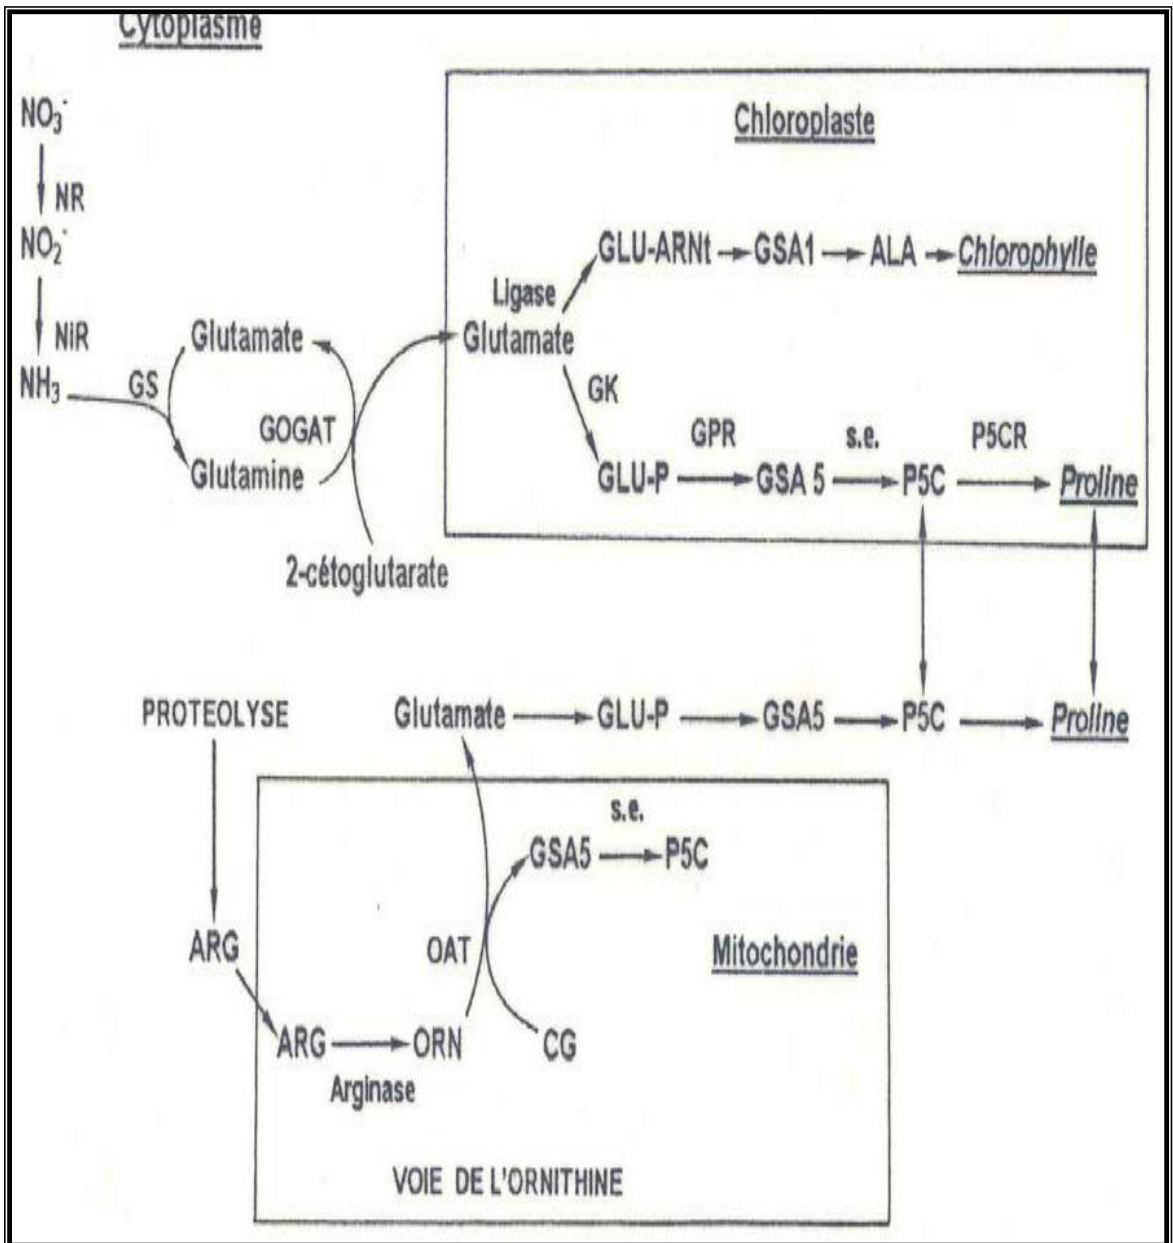 Cytoplasme
Chloroplaste
NO₃⁻
NR
NO₂⁻
NiR
NH₃
GS
Glutamate
GOGAT
Glutamine
2-cétoglutarate
Ligase
Glutamate
GLU-ARNt
GSA1
ALA
Chlorophylle
GK
GLU-P
GPR
GSA 5
s.e.
P5C
P5CR
Proline
PROTEOLYSE
Glutamate
GLU-P
GSA5
P5C
Proline
s.e.
GSA5
P5C
ARG
OAT
Mitochondrie
ARG
ORN
CG
Arginase
VOIE DE L'ORNITHINE